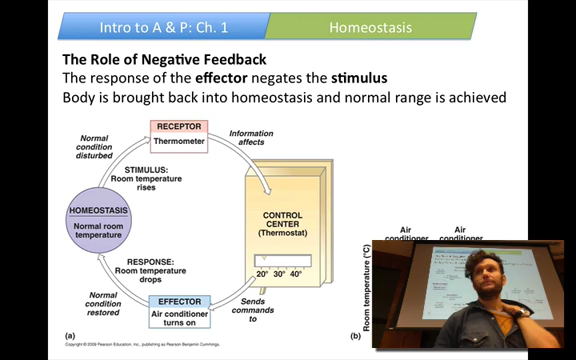 Intro to A & P: Ch. 1
Homeostasis
The Role of Negative Feedback
The response of the effector negates the stimulus
Body is brought back into homeostasis and normal range is achieved
RECEPTOR
Thermometer
Normal
condition
disturbed
Information
affects
STIMULUS:
Room temperature
rises
HOMEOSTASIS
Normal room
temperature
CONTROL
CENTER
(Thermostat)
20° 30° 40°
RESPONSE:
Room temperature
drops
Normal
condition
restored
EFFECTOR
Air conditioner
turns on
Sends
commands
to
(a)
Air
conditioner
Air
conditioner
Room temperature (°C)
(b)
Copyright © 2009 Pearson Education, Inc., publishing as Pearson Benjamin Cummings.